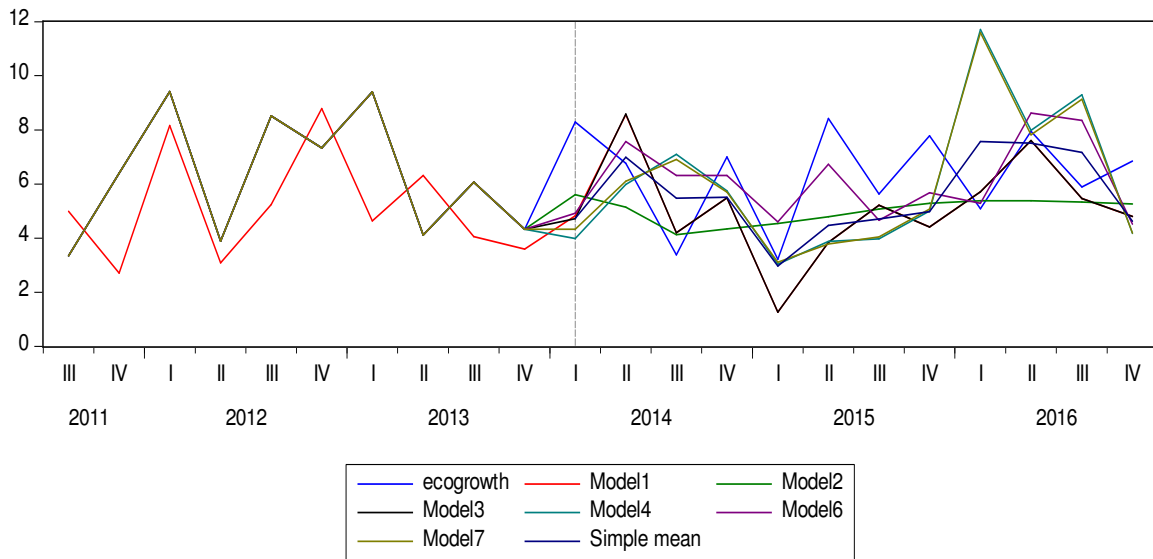 12
10
8
6
4
2
0
III IV I II III IV I II III IV I II III IV I II III IV I II III IV
2011 2012 2013 2014 2015 2016
ecogrowth Model1 Model2
Model3 Model4 Model6
Model7 Simple mean